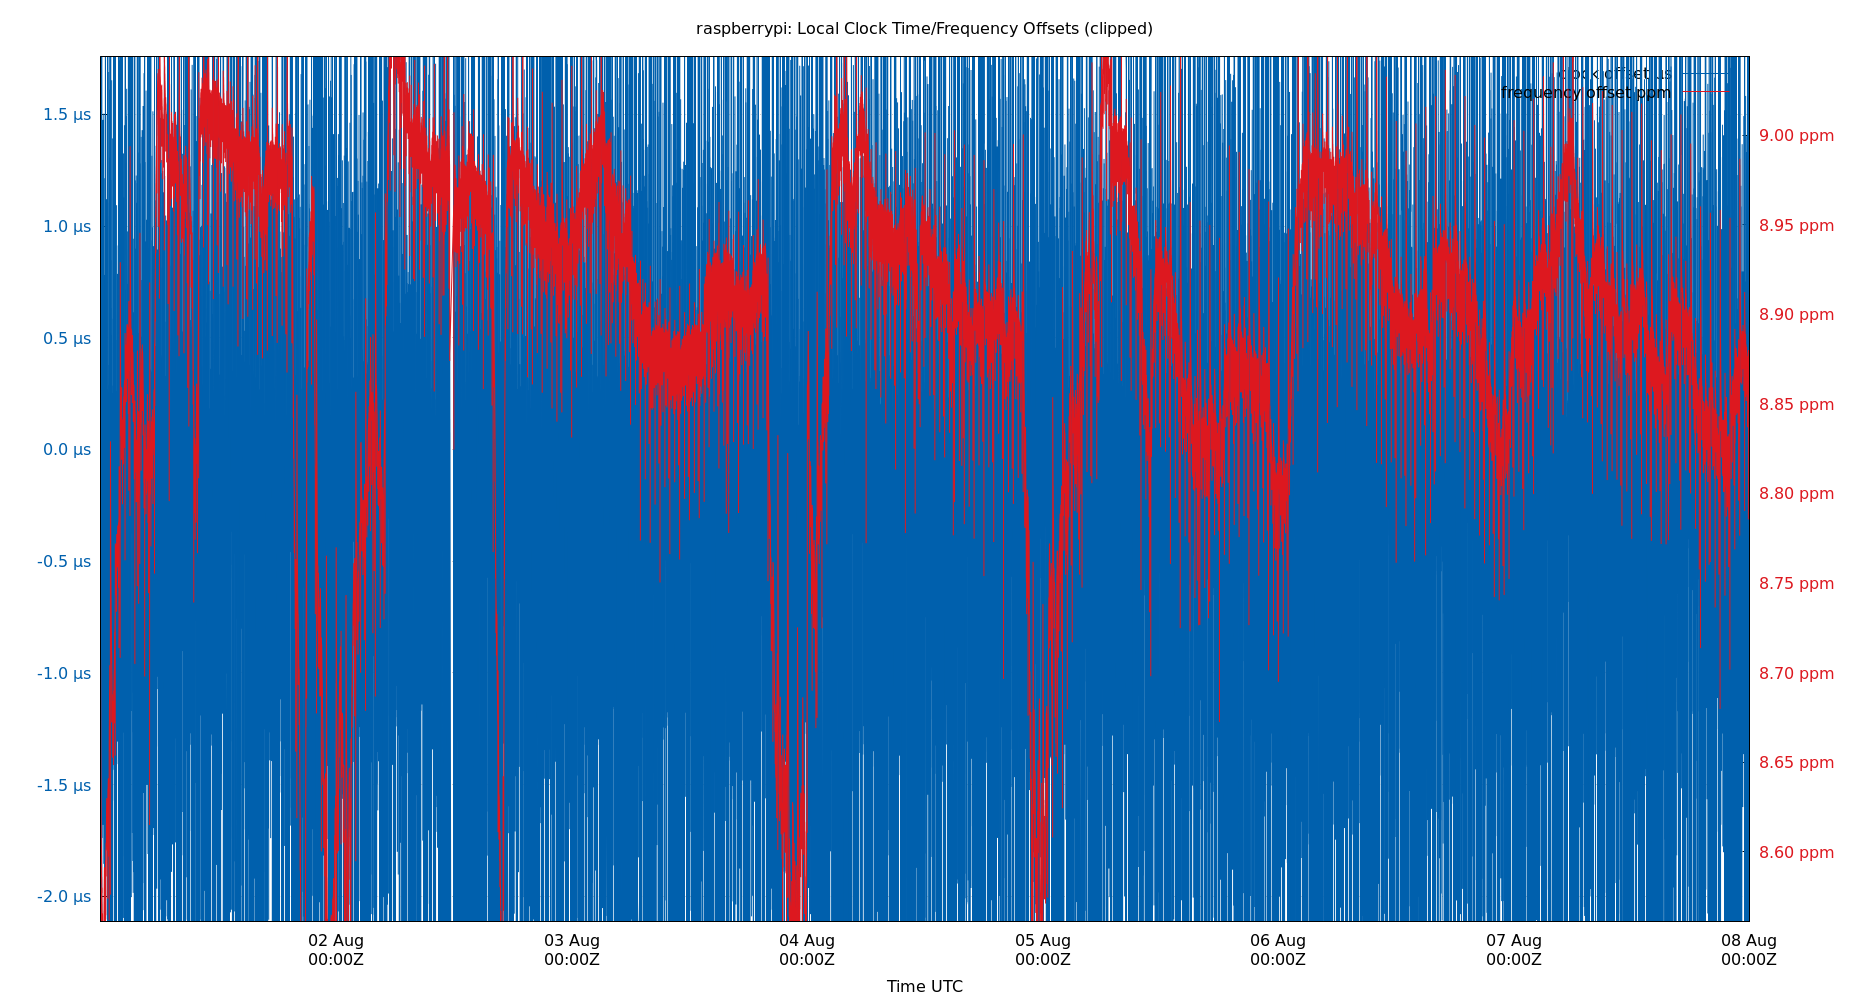 raspberrypi: Local Clock Time/Frequency Offsets (clipped)
clock offset us
frequency offset ppm
1.5 µs
1.0 µs
0.5 µs
0.0 µs
-0.5 µs
-1.0 µs
-1.5 µs
-2.0 µs
9.00 ppm
8.95 ppm
8.90 ppm
8.85 ppm
8.80 ppm
8.75 ppm
8.70 ppm
8.65 ppm
8.60 ppm
02 Aug 03 Aug 04 Aug 05 Aug 06 Aug 07 Aug 08 Aug
00:00Z 00:00Z 00:00Z 00:00Z 00:00Z 00:00Z 00:00Z
Time UTC